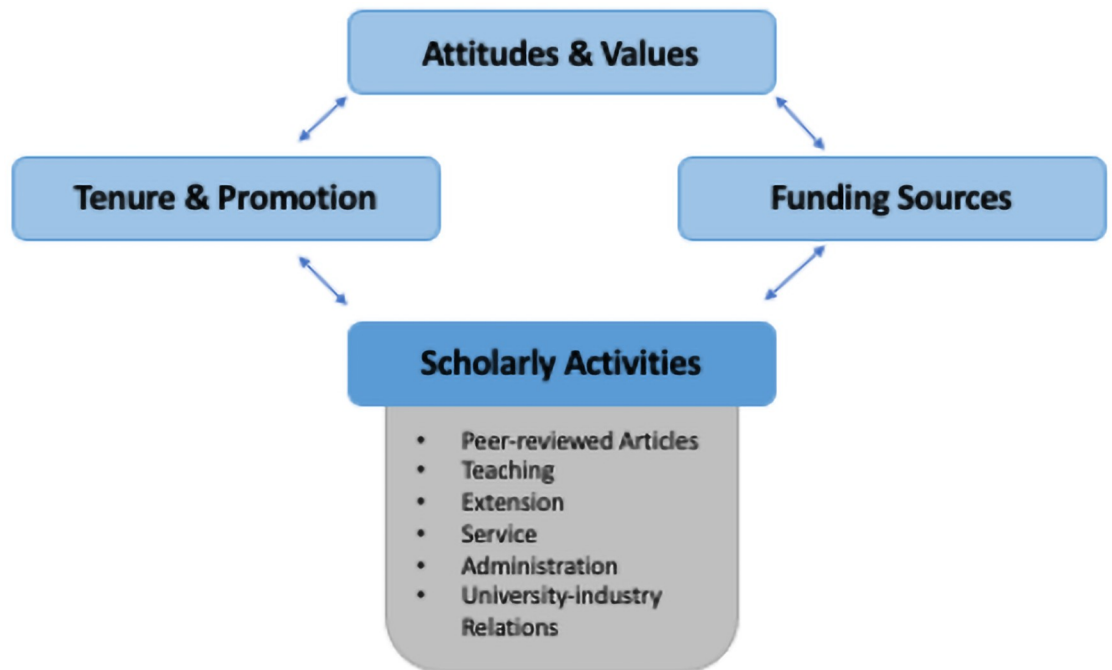 Attitudes & Values
Tenure & Promotion
Funding Sources
Scholarly Activities
• Peer-reviewed Articles
• Teaching
• Extension
• Service
• Administration
• University-industry
Relations